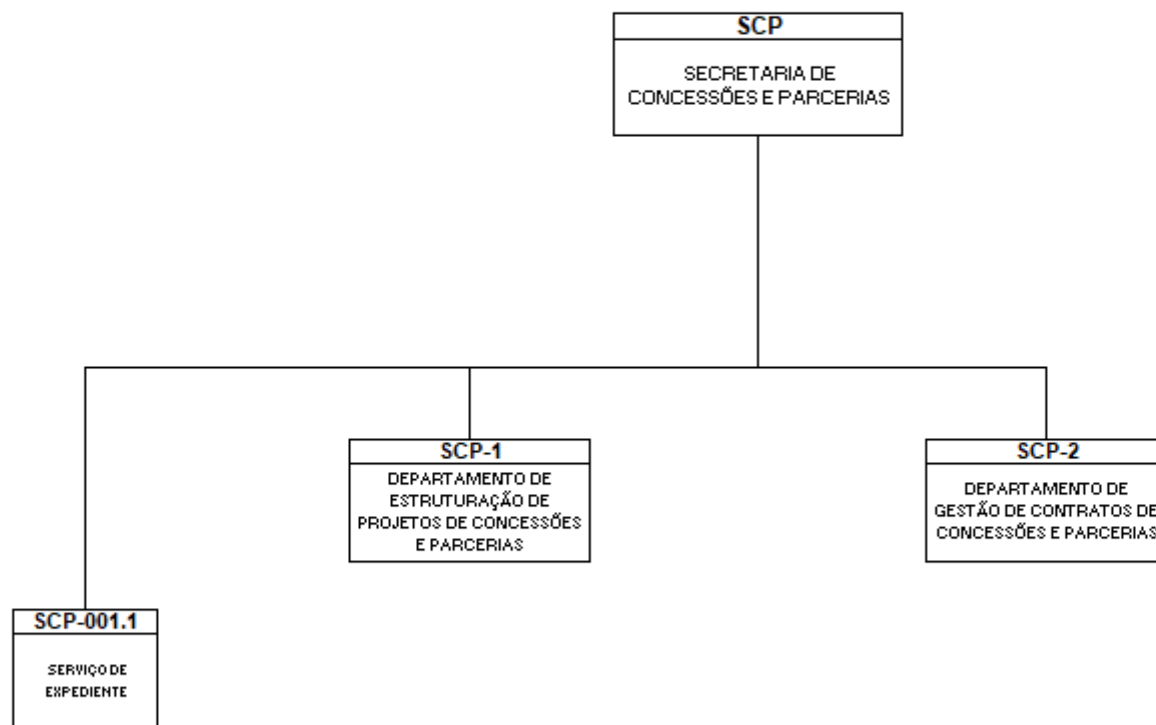 SCP
SECRETARIA DE
CONCESSÕES E PARCERIAS
SCP-1
DEPARTAMENTO DE
ESTRUTURAÇÃO DE
PROJETOS DE CONCESSÕES
E PARCERIAS
SCP-2
DEPARTAMENTO DE
GESTÃO DE CONTRATOS DE
CONCESSÕES E PARCERIAS
SCP-001.1
SERVIÇO DE
EXPEDIENTE